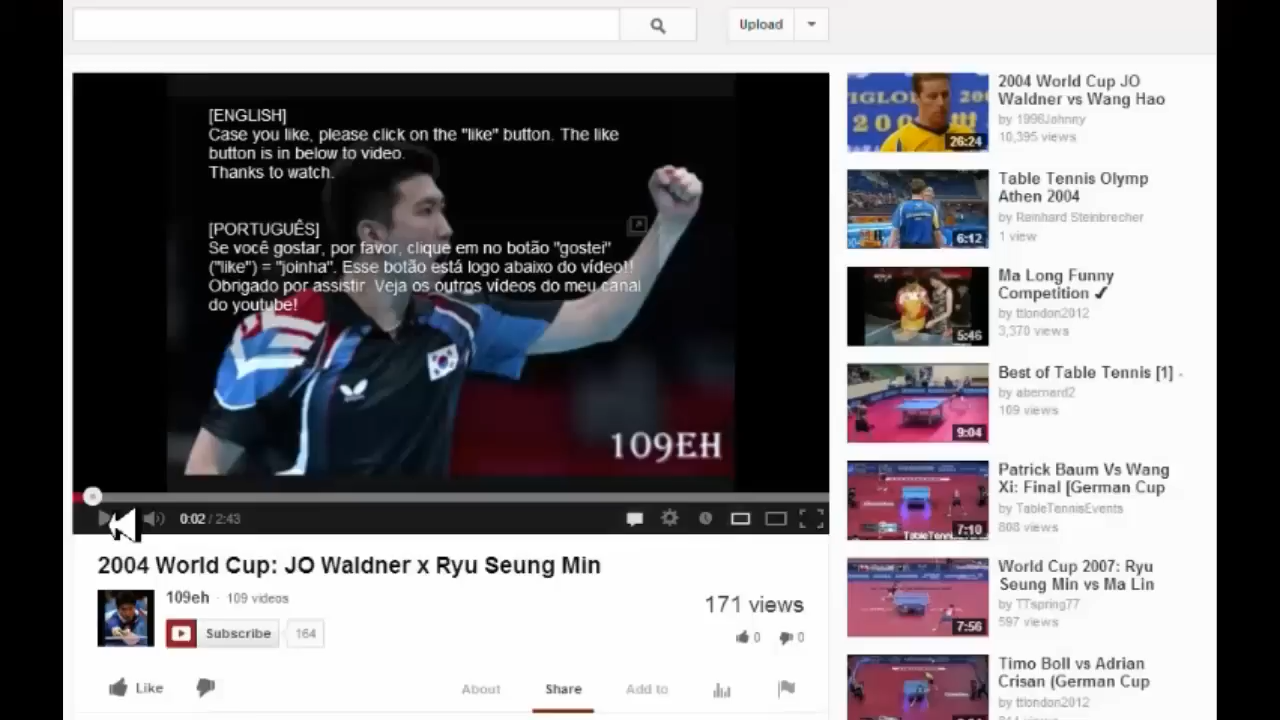 Upload
[ENGLISH]
Case you like, please click on the "like" button. The like
button is in below to video.
Thanks to watch.
[PORTUGUÊS]
Se você gostar, por favor, clique em no botão "gostei"
("like") = "joinha". Esse botão está logo abaixo do vídeo!!
Obrigado por assistir. Veja os outros vídeos do meu canal
do youtube!
109EH
0:02 / 2:43
2004 World Cup: JO Waldner x Ryu Seung Min
109eh · 109 videos
Subscribe 164
171 views
0 0
Like
About Share Add to
2004 World Cup JO
Waldner vs Wang Hao
by 1996Johnny
10,395 views
26:24
Table Tennis Olymp
Athen 2004
by Reinhard Steinbrecher
1 view
6:12
Ma Long Funny
Competition ✓
by ttlondon2012
3,370 views
5:46
Best of Table Tennis [1] -
by abernard2
109 views
9:04
Patrick Baum Vs Wang
Xi: Final [German Cup
by TableTennisEvents
808 views
7:10
World Cup 2007: Ryu
Seung Min vs Ma Lin
by TTspring77
597 views
7:56
Timo Boll vs Adrian
Crisan (German Cup
by ttlondon2012